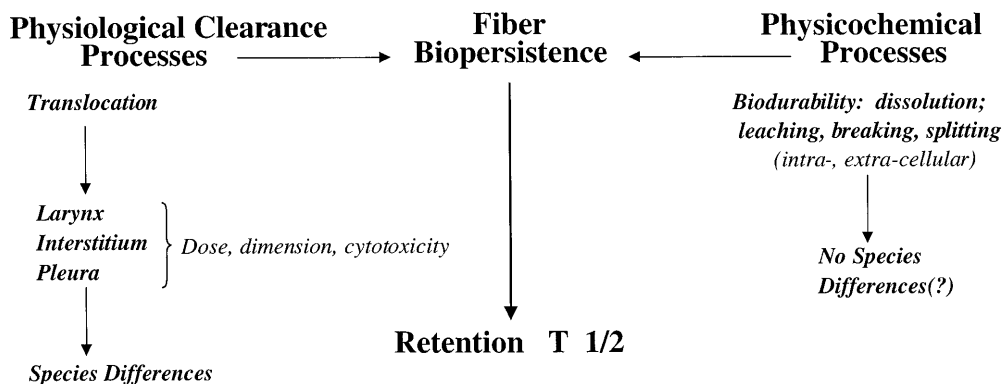 Physiological Clearance
Processes
Translocation
Larynx
Interstitium
Pleura
Dose, dimension, cytotoxicity
Species Differences
Fiber
Biopersistence
Retention T 1/2
Physicochemical
Processes
Biodurability: dissolution;
leaching, breaking, splitting
(intra-, extra-cellular)
No Species
Differences(?)